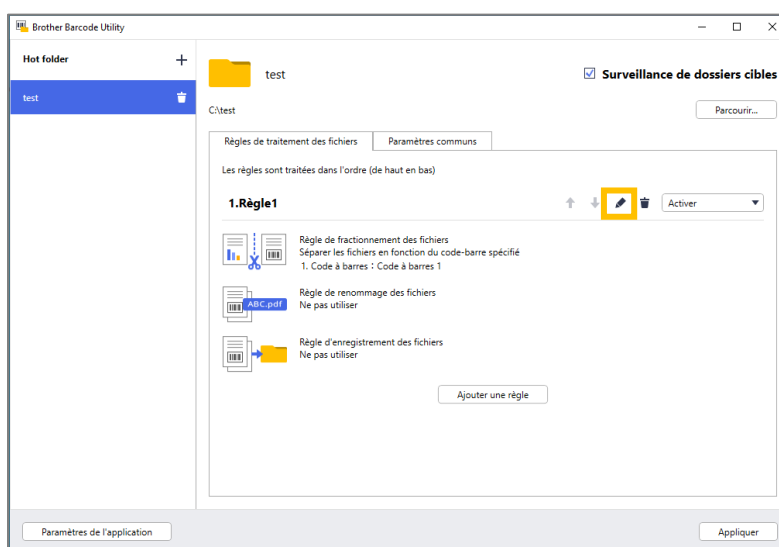 Brother Barcode Utility
Hot folder
test
test
Surveillance de dossiers cibles
C:\test
Parcourir...
Règles de traitement des fichiers
Paramètres communs
Les règles sont traitées dans l'ordre (de haut en bas)
1.Règle1
Activer
Règle de fractionnement des fichiers
Séparer les fichiers en fonction du code-barre spécifié
1. Code à barres : Code à barres 1
ABC.pdf
Règle de renommage des fichiers
Ne pas utiliser
Règle d'enregistrement des fichiers
Ne pas utiliser
Ajouter une règle
Paramètres de l'application
Appliquer